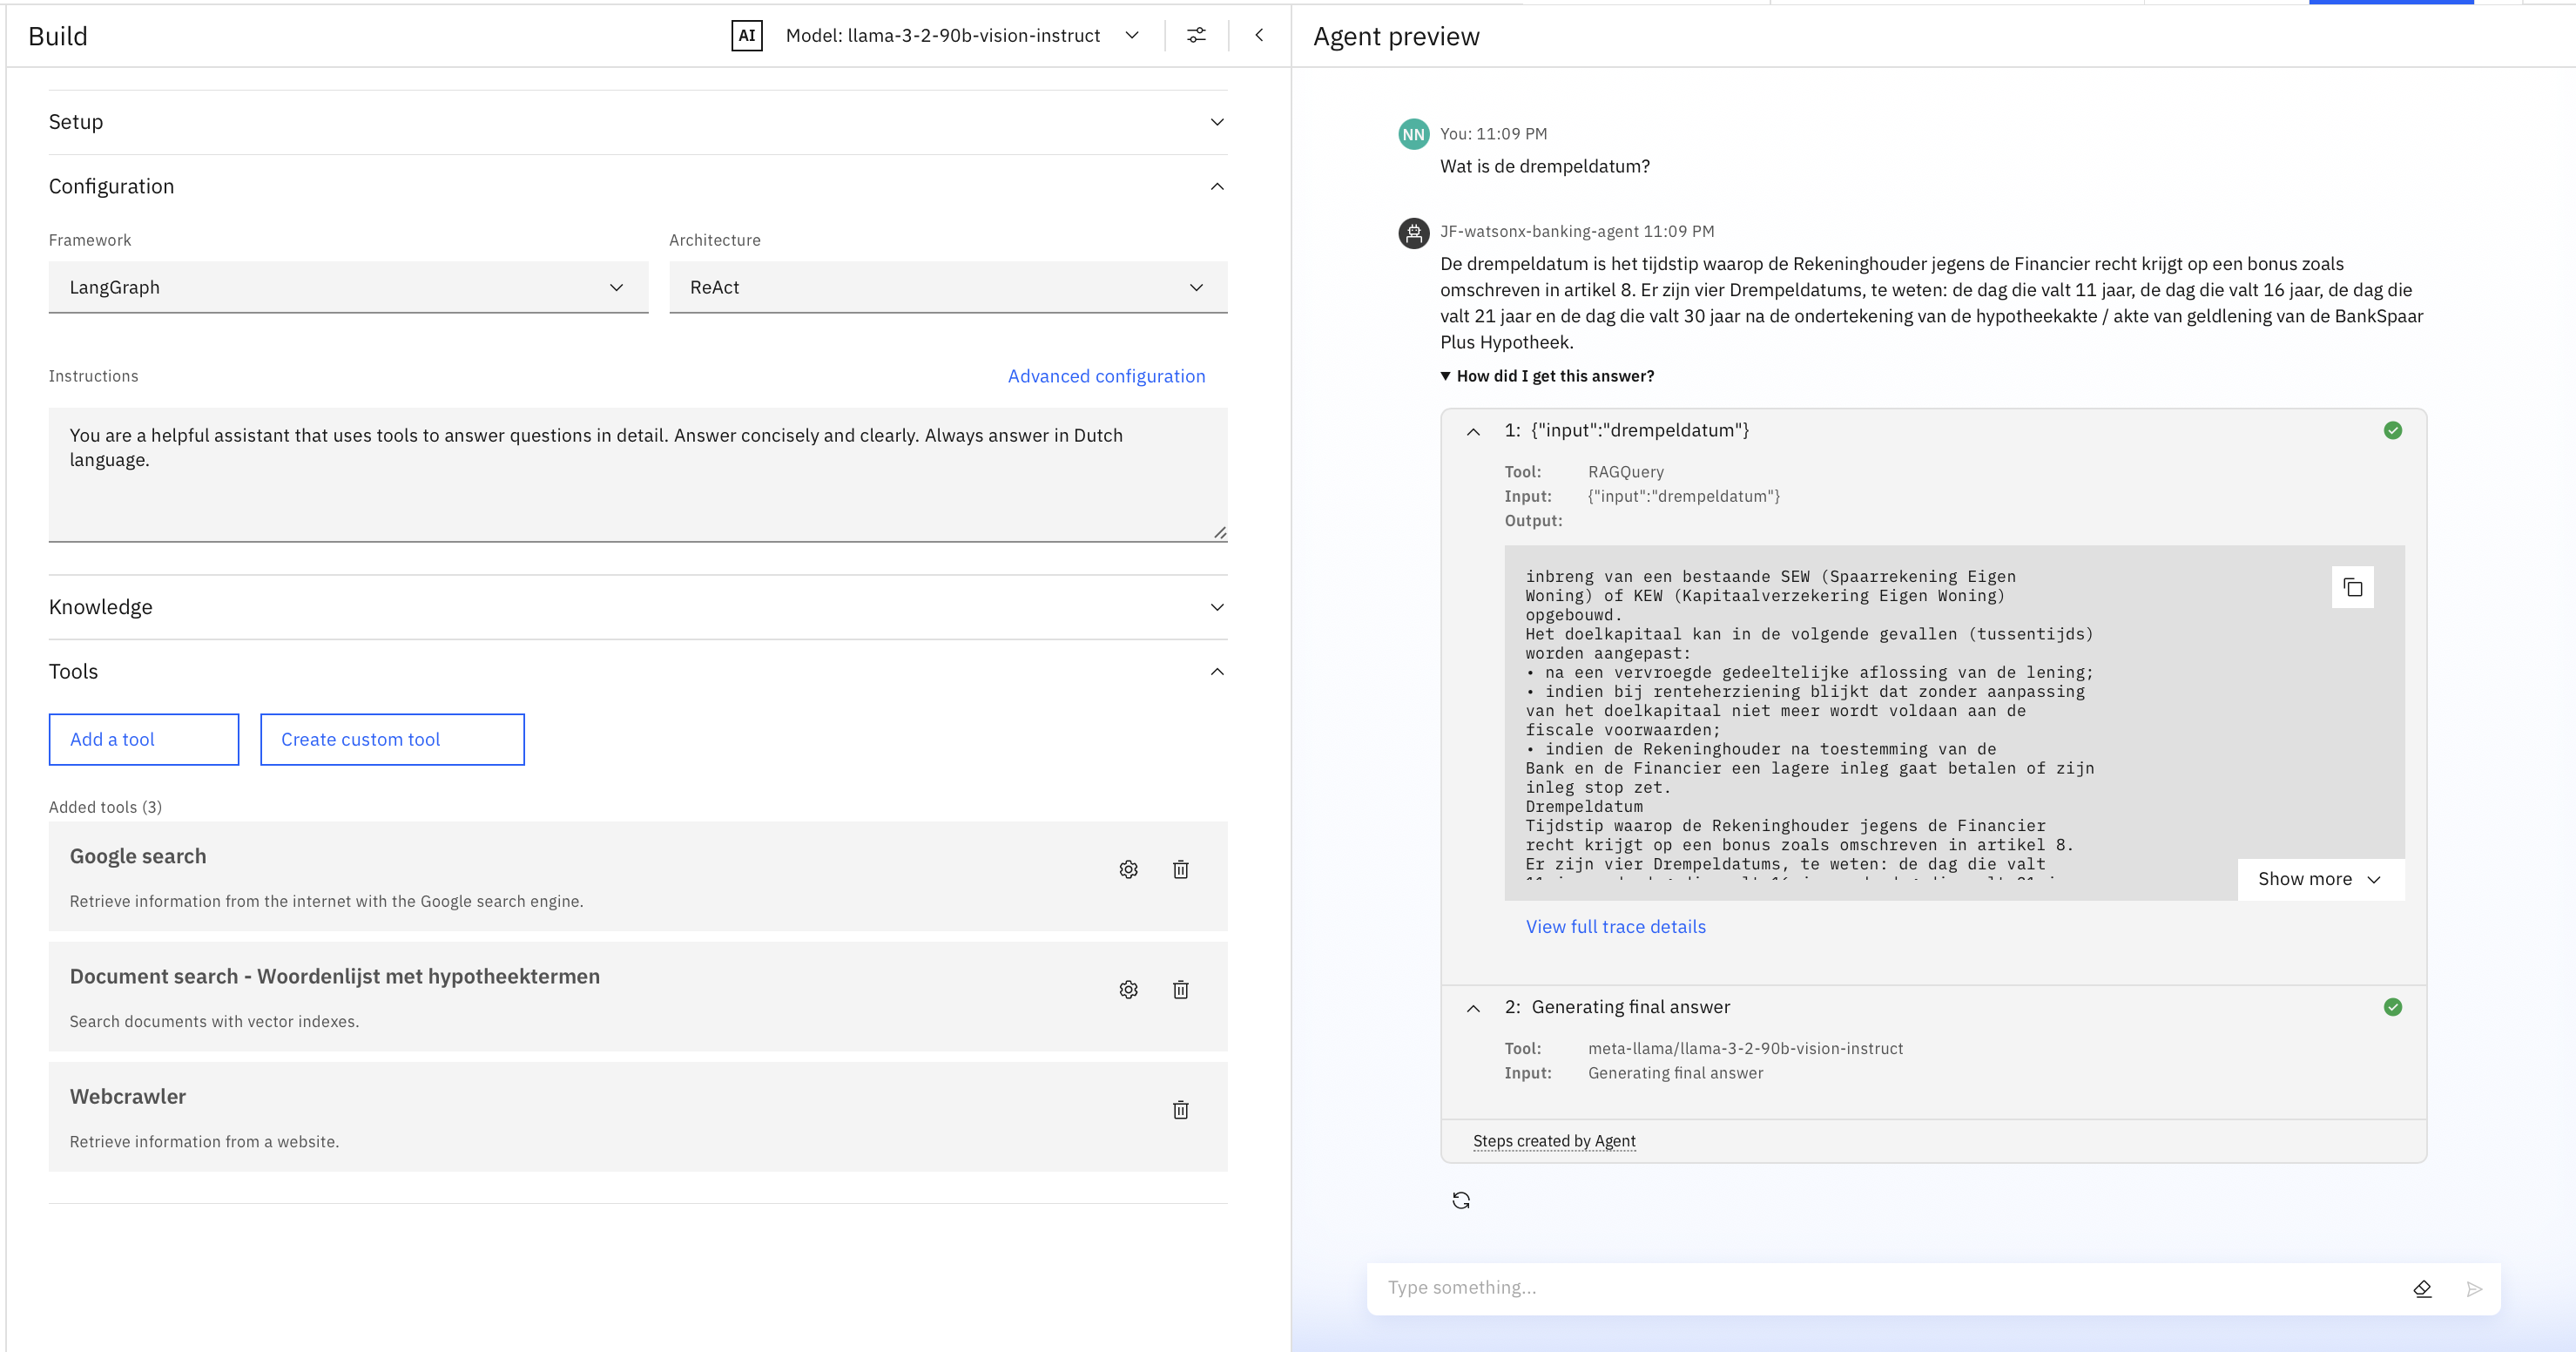 Build
AI Model: llama-3-2-90b-vision-instruct
Setup
Configuration
Framework
Architecture
LangGraph
ReAct
Instructions
Advanced configuration
You are a helpful assistant that uses tools to answer questions in detail. Answer concisely and clearly. Always answer in Dutch
language.
Knowledge
Tools
Add a tool
Create custom tool
Added tools (3)
Google search
Retrieve information from the internet with the Google search engine.
Document search - Woordenlijst met hypotheektermen
Search documents with vector indexes.
Webcrawler
Retrieve information from a website.
Agent preview
NN You: 11:09 PM
Wat is de drempeldatum?
JF-watsonx-banking-agent 11:09 PM
De drempeldatum is het tijdstip waarop de Rekeninghouder jegens de Financier recht krijgt op een bonus zoals
omschreven in artikel 8. Er zijn vier Drempeldatums, te weten: de dag die valt 11 jaar, de dag die valt 16 jaar, de dag die
valt 21 jaar en de dag die valt 30 jaar na de ondertekening van de hypotheekakte / akte van geldlening van de BankSpaar
Plus Hypotheek.
How did I get this answer?
1: {"input":"drempeldatum"}
Tool: RAGQuery
Input: {"input":"drempeldatum"}
Output:
inbreng van een bestaande SEW (Spaarrekening Eigen
Woning) of KEW (Kapitaalverzekering Eigen Woning)
opgebouwd.
Het doelkapitaal kan in de volgende gevallen (tussentijds)
worden aangepast:
• na een vervroegde gedeeltelijke aflossing van de lening;
• indien bij renteherziening blijkt dat zonder aanpassing
van het doelkapitaal niet meer wordt voldaan aan de
fiscale voorwaarden;
• indien de Rekeninghouder na toestemming van de
Bank en de Financier een lagere inleg gaat betalen of zijn
inleg stop zet.
Drempeldatum
Tijdstip waarop de Rekeninghouder jegens de Financier
recht krijgt op een bonus zoals omschreven in artikel 8.
Er zijn vier Drempeldatums, te weten: de dag die valt
Show more
View full trace details
2: Generating final answer
Tool: meta-llama/llama-3-2-90b-vision-instruct
Input: Generating final answer
Steps created by Agent
Type something...